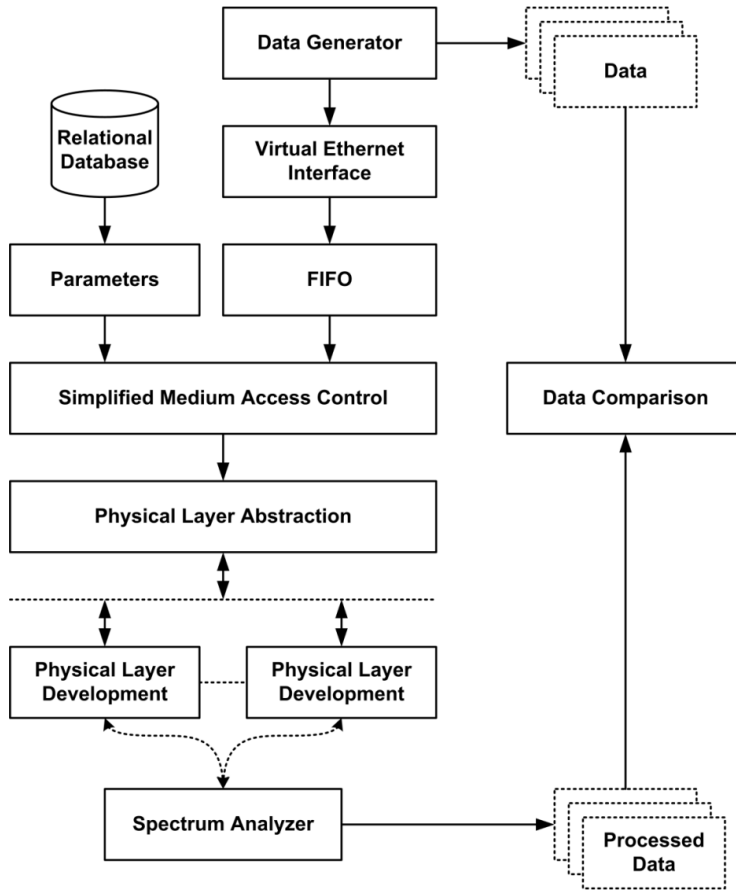 Data Generator
Data
Relational
Database
Virtual Ethernet
Interface
Parameters
FIFO
Simplified Medium Access Control
Data Comparison
Physical Layer Abstraction
Physical Layer
Development
Physical Layer
Development
Spectrum Analyzer
Processed
Data